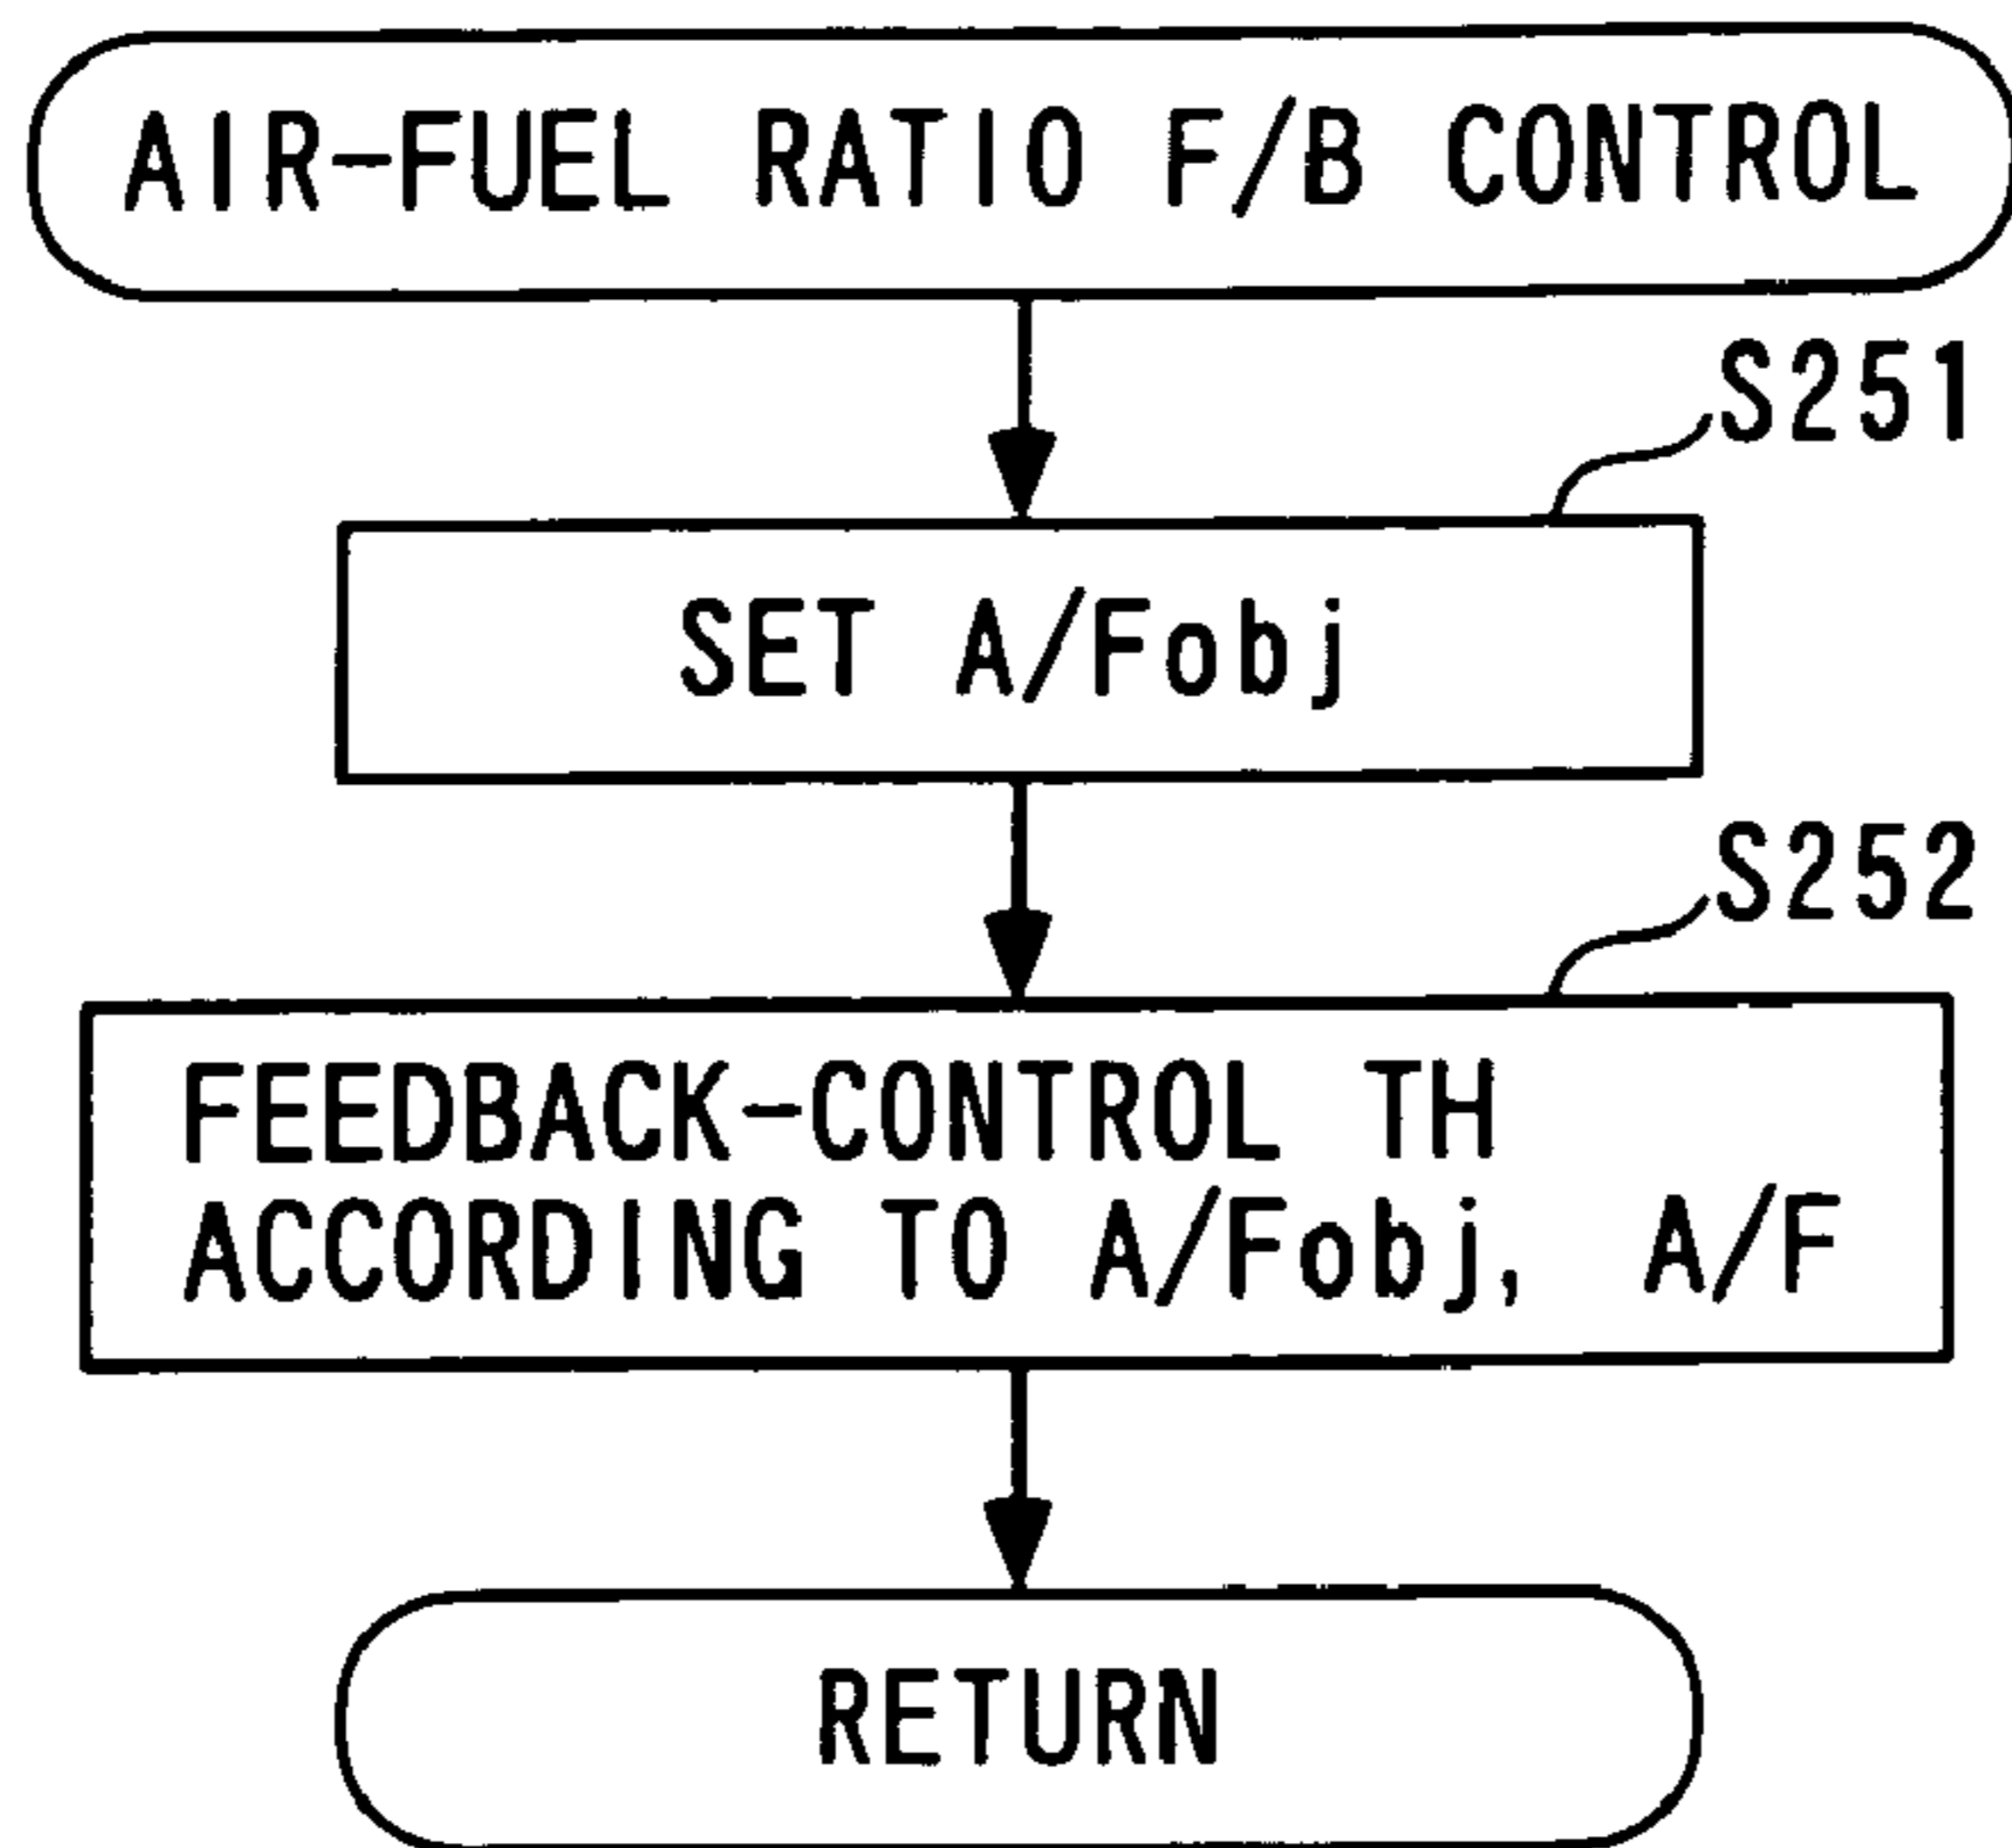 AIR-FUEL RATIO F/B CONTROL
S251
SET A/Fobj
S252
FEEDBACK-CONTROL TH
ACCORDING TO A/Fobj, A/F
RETURN